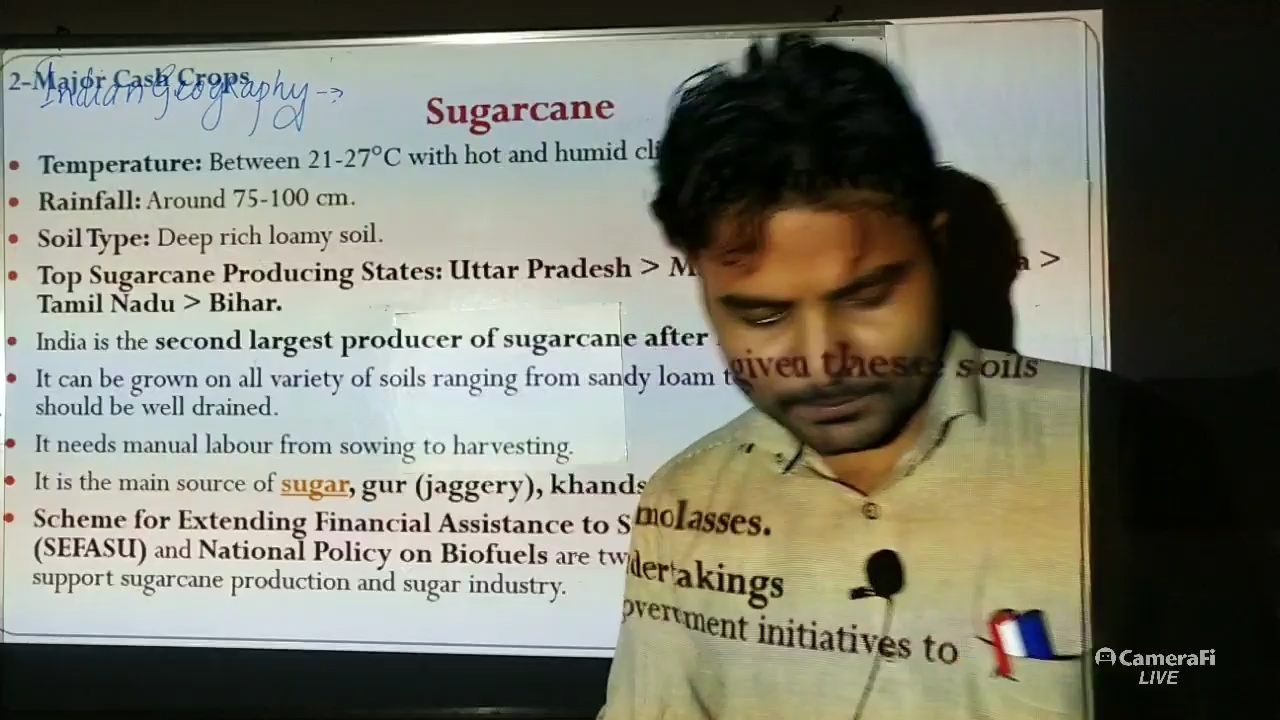 2-Major Cash Crops
Indian Geography →
Sugarcane
• Temperature: Between 21-27°C with hot and humid cli
• Rainfall: Around 75-100 cm.
• Soil Type: Deep rich loamy soil.
• Top Sugarcane Producing States: Uttar Pradesh > M a >
Tamil Nadu > Bihar.
• India is the second largest producer of sugarcane after
• It can be grown on all variety of soils ranging from sandy loam t given these soils
should be well drained.
• It needs manual labour from sowing to harvesting.
• It is the main source of sugar, gur (jaggery), khands molasses.
• Scheme for Extending Financial Assistance to S dertakings
(SEFASU) and National Policy on Biofuels are tw overnment initiatives to
support sugarcane production and sugar industry.
CameraFi
LIVE